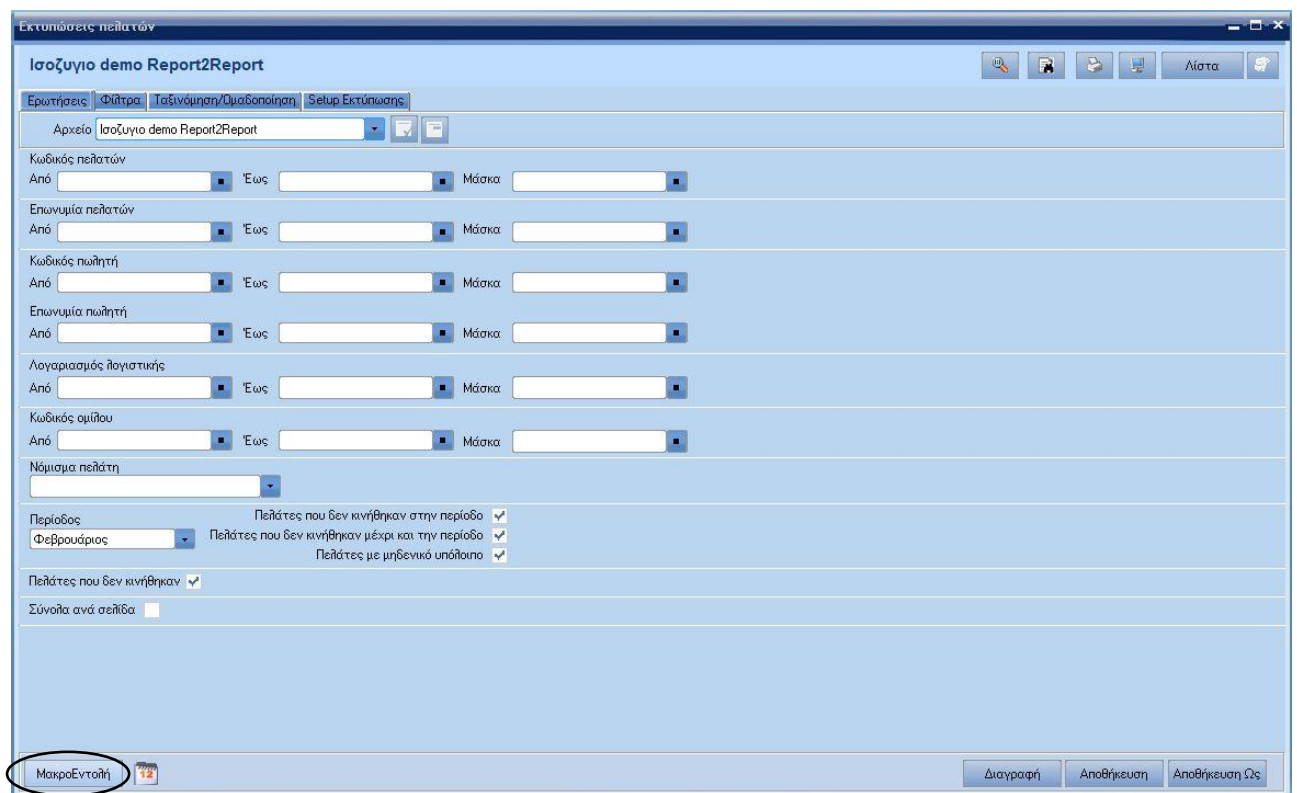 Εκτυπώσεις πελατών
Ισοζυγιο demo Report2Report
Λίστα
Ερωτήσεις Φίλτρα Ταξινόμηση/Ομαδοποίηση Setup Εκτύπωσης
Αρχείο Ισοζυγιο demo Report2Report
Κωδικός πελατών
Από Έως Μάσκα
Επωνυμία πελατών
Από Έως Μάσκα
Κωδικός πωλητή
Από Έως Μάσκα
Επωνυμία πωλητή
Από Έως Μάσκα
Λογαριασμός λογιστικής
Από Έως Μάσκα
Κωδικός ομίλου
Από Έως Μάσκα
Νόμισμα πελάτη
Περίοδος Πελάτες που δεν κινήθηκαν στην περίοδο
Φεβρουάριος Πελάτες που δεν κινήθηκαν μέχρι και την περίοδο
Πελάτες με μηδενικό υπόλοιπο
Πελάτες που δεν κινήθηκαν
Σύνολα ανά σελίδα
ΜακροΕντολή 12 Διαγραφή Αποθήκευση Αποθήκευση Ως